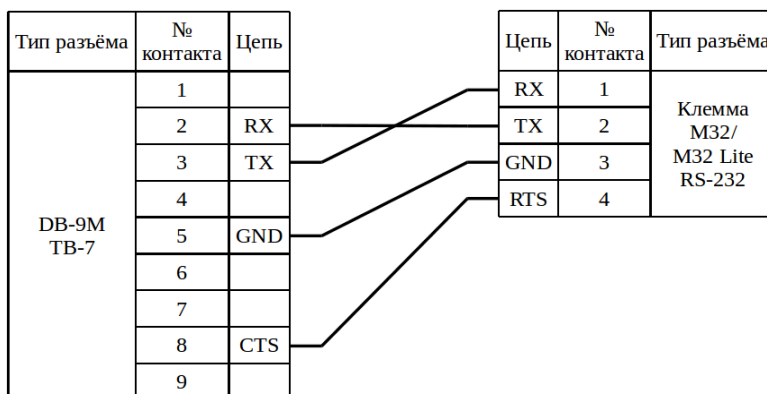 Тип разъёма
№
контакта
Цепь
DB-9M
TB-7
1
2 RX
3 TX
4
5 GND
6
7
8 CTS
9
Цепь
№
контакта
Тип разъёма
RX 1
TX 2
GND 3
RTS 4
Клемма
M32/
M32 Lite
RS-232